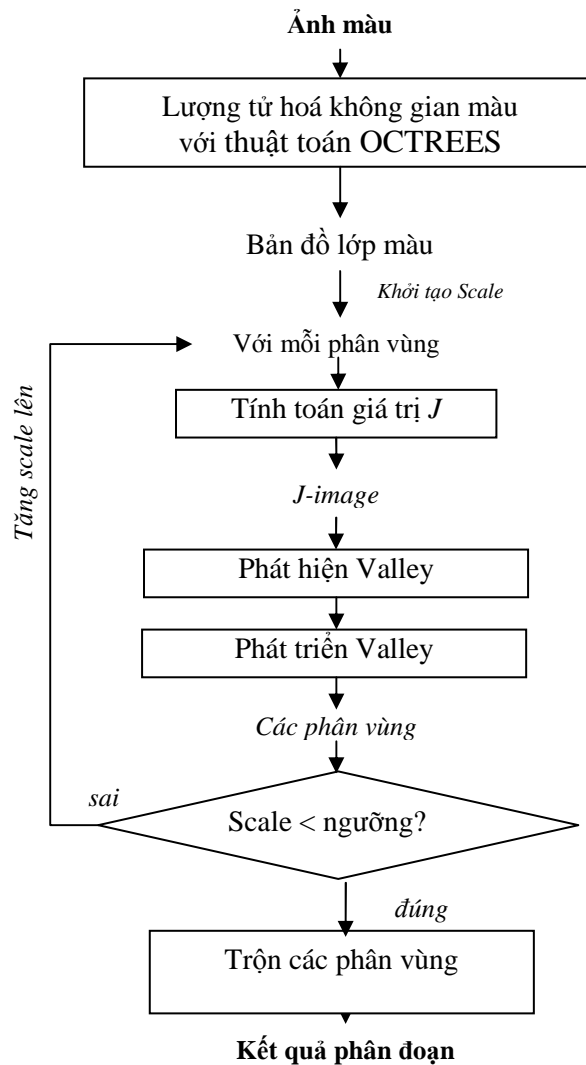 Ảnh màu
Lượng tử hoá không gian màu
với thuật toán OCTREES
Bản đồ lớp màu
Khởi tạo Scale
Với mỗi phân vùng
Tính toán giá trị J
Tăng scale lên
J-image
Phát hiện Valley
Phát triển Valley
Các phân vùng
sai
Scale < ngưỡng?
đúng
Trộn các phân vùng
Kết quả phân đoạn